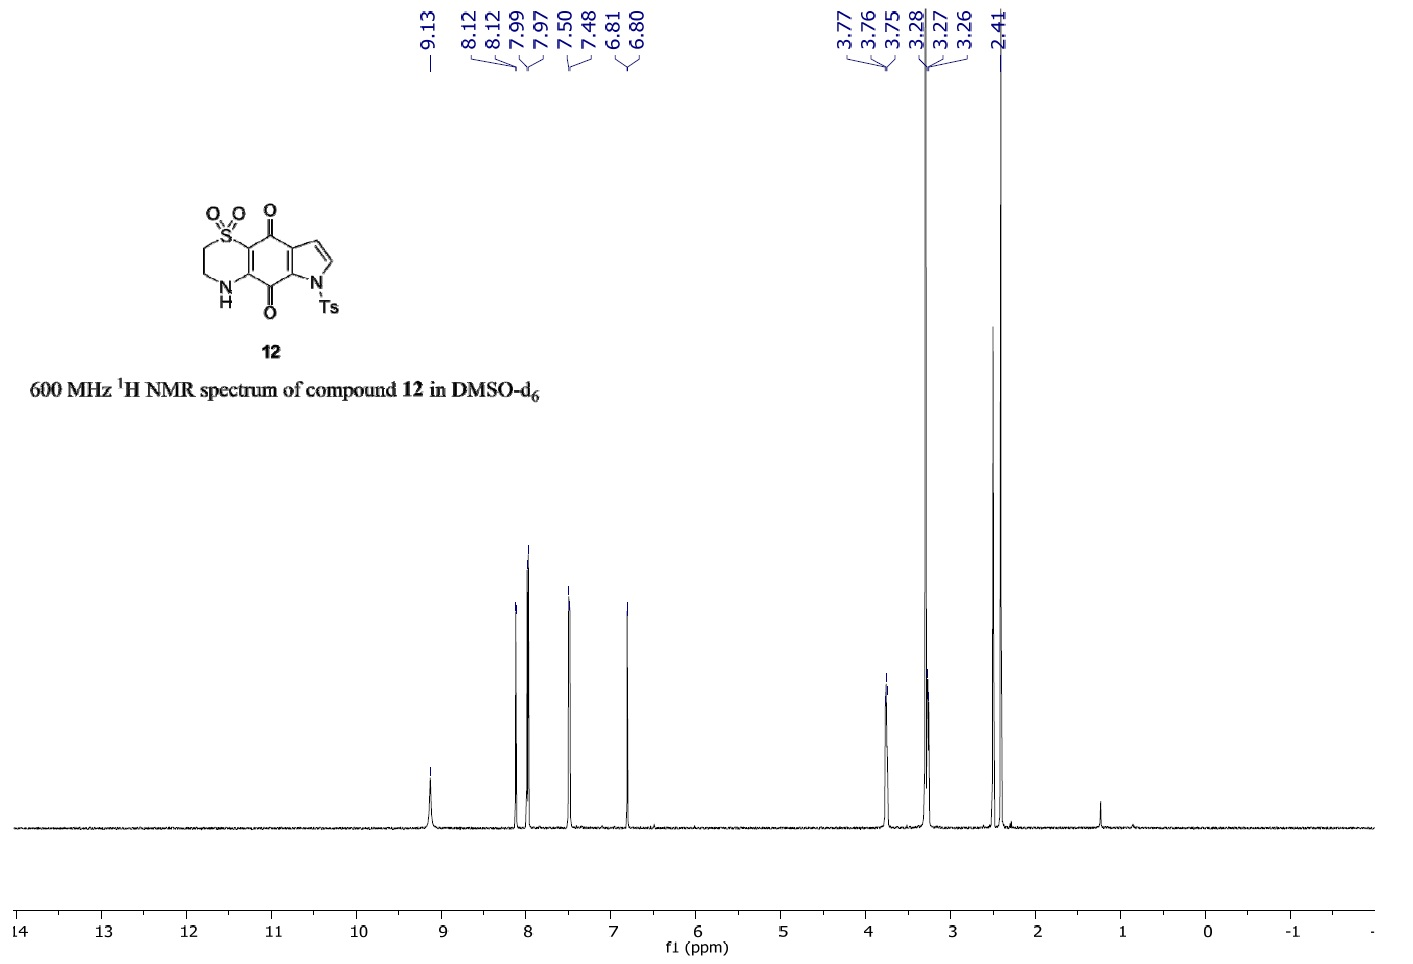 9.13
8.12
8.12
7.99
7.97
7.50
7.48
6.81
6.80
3.77
3.76
3.75
3.28
3.27
3.26
2.41
O O O
S
N
H
N
Ts
O
12
600 MHz ¹H NMR spectrum of compound 12 in DMSO-d₆
14 13 12 11 10 9 8 7 6 5 4 3 2 1 0 -1 -
f1 (ppm)